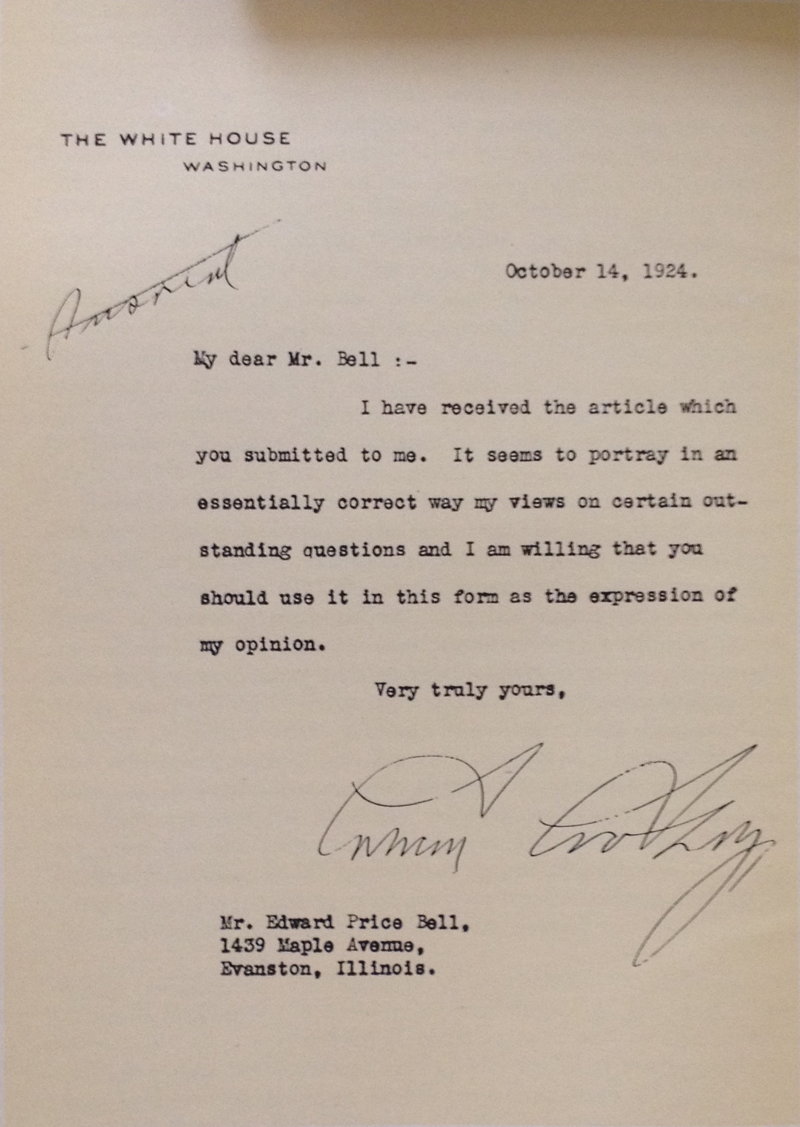 THE WHITE HOUSE
WASHINGTON
October 14, 1924.
My dear Mr. Bell :-
I have received the article which
you submitted to me.  It seems to portray in an
essentially correct way my views on certain out-
standing questions and I am willing that you
should use it in this form as the expression of
my opinion.
Very truly yours,
Calvin Coolidge
Mr. Edward Price Bell,
1439 Maple Avenue,
Evanston, Illinois.